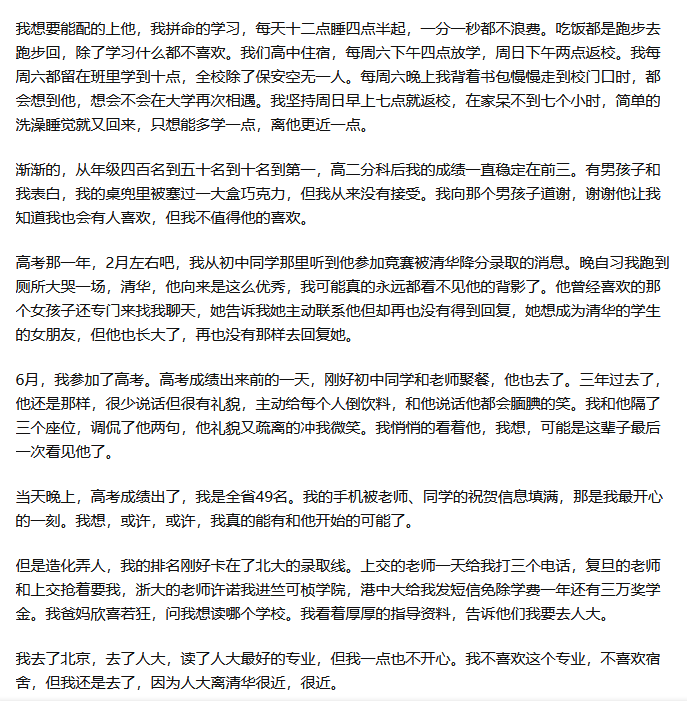 我想要能配的上他，我拼命的学习，每天十二点睡四点半起，一分一秒都不浪费。吃饭都是跑步去
跑步回，除了学习什么都不喜欢。我们高中住宿，每周六下午四点放学，周日下午两点返校。我每
周六都留在班里学到十点，全校除了保安空无一人。每周六晚上我背着书包慢慢走到校门口时，都
会想到他，想会不会在大学再次相遇。我坚持周日早上七点就返校，在家呆不到七个小时，简单的
洗澡睡觉就又回来，只想能多学一点，离他更近一点。
渐渐的，从年级四百名到五十名到十名到第一，高二分科后我的成绩一直稳定在前三。有男孩子和
我表白，我的桌兜里被塞过一大盒巧克力，但我从来没有接受。我向那个男孩子道谢，谢谢他让我
知道我也会有人喜欢，但我不值得他的喜欢。
高考那一年，2月左右吧，我从初中同学那里听到他参加竞赛被清华降分录取的消息。晚自习我跑到
厕所大哭一场，清华，他向来是这么优秀，我可能真的永远都看不见他的背影了。他曾经喜欢的那
个女孩子还专门来找我聊天，她告诉我她主动联系他但却再也没有得到回复，她想成为清华的学生
的女朋友，但他也长大了，再也没有那样去回复她。
6月，我参加了高考。高考成绩出来前的一天，刚好初中同学和老师聚餐，他也去了。三年过去了，
他还是那样，很少说话但很有礼貌，主动给每个人倒饮料，和他说话他都会腼腆的笑。我和他隔了
三个座位，调侃了他两句，他礼貌又疏离的冲我微笑。我悄悄的看着他，我想，可能是这辈子最后
一次看见他了。
当天晚上，高考成绩出了，我是全省49名。我的手机被老师、同学的祝贺信息填满，那是我最开心
的一刻。我想，或许，或许，我真的能有和他开始的可能了。
但是造化弄人，我的排名刚好卡在了北大的录取线。上交的老师一天给我打三个电话，复旦的老师
和上交抢着要我，浙大的老师许诺我进竺可桢学院，港中大给我发短信免除学费一年还有三万奖学
金。我爸妈欣喜若狂，问我想读哪个学校。我看着厚厚的指导资料，告诉他们我要去人大。
我去了北京，去了人大，读了人大最好的专业，但我一点也不开心。我不喜欢这个专业，不喜欢宿
舍，但我还是去了，因为人大离清华很近，很近。